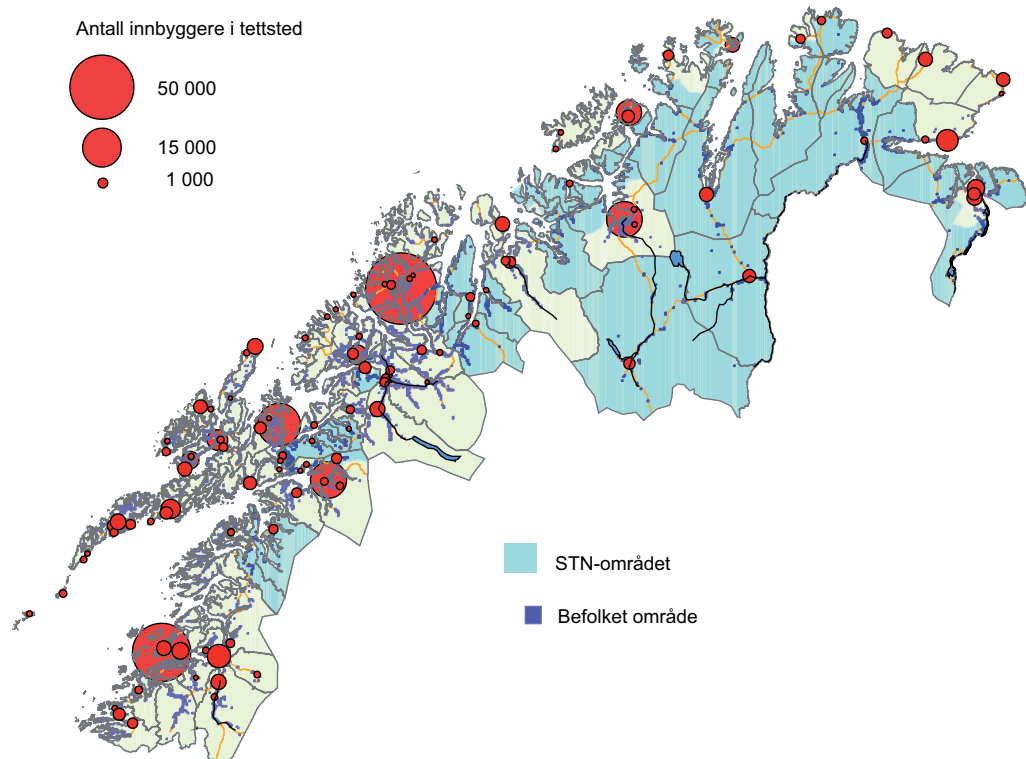 Antall innbyggere i tettsted
50 000
15 000
1 000
STN-området
Befolket område